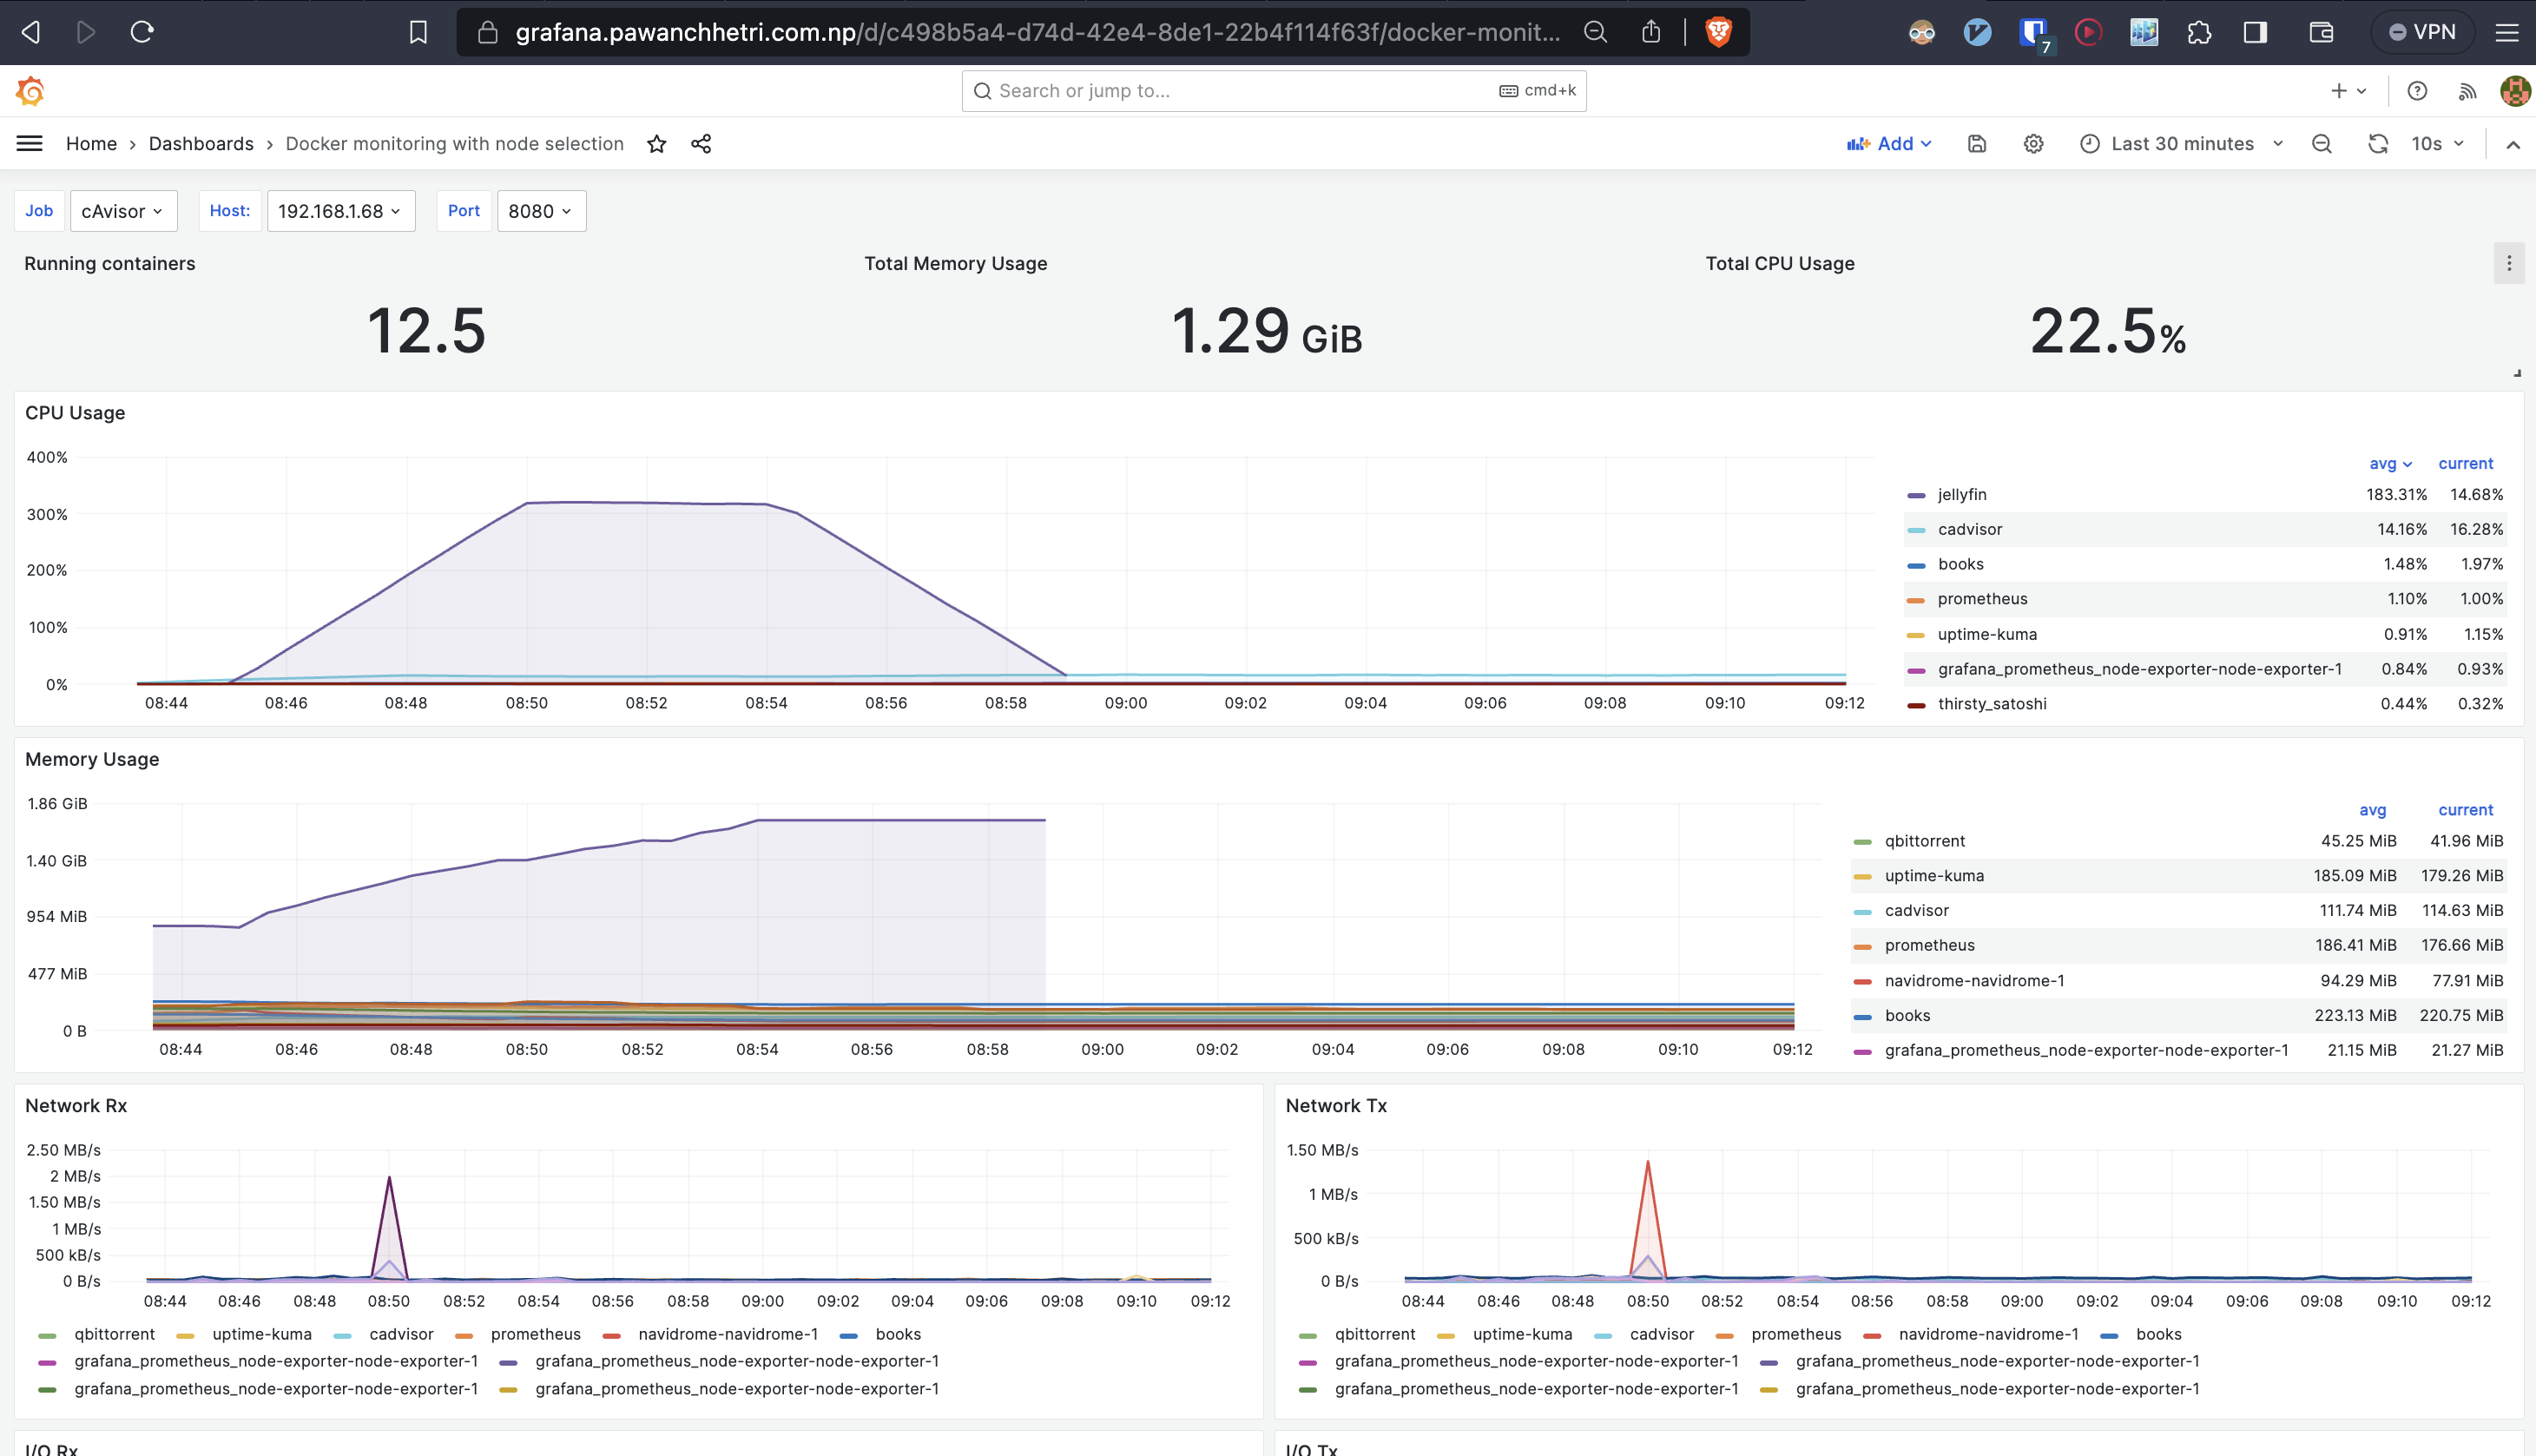 grafana.pawanchhetri.com.np/d/c498b5a4-d74d-42e4-8de1-22b4f114f63f/docker-monit...
7
VPN
Search or jump to...
cmd+k
Home › Dashboards › Docker monitoring with node selection
Add
Last 30 minutes
10s
Job cAvisor
Host: 192.168.1.68
Port 8080
Running containers
12.5
Total Memory Usage
1.29 GiB
Total CPU Usage
22.5%
CPU Usage
400%
300%
200%
100%
0%
08:44 08:46 08:48 08:50 08:52 08:54 08:56 08:58 09:00 09:02 09:04 09:06 09:08 09:10 09:12
avg current
jellyfin 183.31% 14.68%
cadvisor 14.16% 16.28%
books 1.48% 1.97%
prometheus 1.10% 1.00%
uptime-kuma 0.91% 1.15%
grafana_prometheus_node-exporter-node-exporter-1 0.84% 0.93%
thirsty_satoshi 0.44% 0.32%
Memory Usage
1.86 GiB
1.40 GiB
954 MiB
477 MiB
0 B
08:44 08:46 08:48 08:50 08:52 08:54 08:56 08:58 09:00 09:02 09:04 09:06 09:08 09:10 09:12
avg current
qbittorrent 45.25 MiB 41.96 MiB
uptime-kuma 185.09 MiB 179.26 MiB
cadvisor 111.74 MiB 114.63 MiB
prometheus 186.41 MiB 176.66 MiB
navidrome-navidrome-1 94.29 MiB 77.91 MiB
books 223.13 MiB 220.75 MiB
grafana_prometheus_node-exporter-node-exporter-1 21.15 MiB 21.27 MiB
Network Rx
2.50 MB/s
2 MB/s
1.50 MB/s
1 MB/s
500 kB/s
0 B/s
08:44 08:46 08:48 08:50 08:52 08:54 08:56 08:58 09:00 09:02 09:04 09:06 09:08 09:10 09:12
qbittorrent uptime-kuma cadvisor prometheus navidrome-navidrome-1 books
grafana_prometheus_node-exporter-node-exporter-1 grafana_prometheus_node-exporter-node-exporter-1
grafana_prometheus_node-exporter-node-exporter-1 grafana_prometheus_node-exporter-node-exporter-1
Network Tx
1.50 MB/s
1 MB/s
500 kB/s
0 B/s
08:44 08:46 08:48 08:50 08:52 08:54 08:56 08:58 09:00 09:02 09:04 09:06 09:08 09:10 09:12
qbittorrent uptime-kuma cadvisor prometheus navidrome-navidrome-1 books
grafana_prometheus_node-exporter-node-exporter-1 grafana_prometheus_node-exporter-node-exporter-1
grafana_prometheus_node-exporter-node-exporter-1 grafana_prometheus_node-exporter-node-exporter-1
I/O Rx
I/O Tx